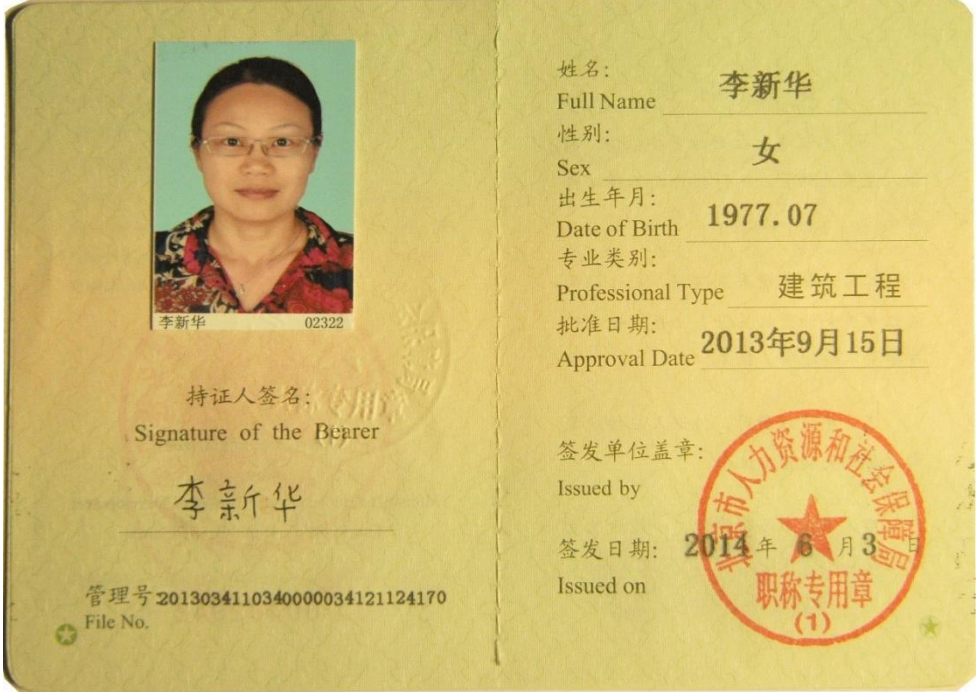 李新华 02322
持证人签名:
Signature of the Bearer
李新华
管理号:2013034110340000034121124170
File No.
姓名: 李新华
Full Name
性别: 女
Sex
出生年月: 1977.07
Date of Birth
专业类别: 建筑工程
Professional Type
批准日期: 2013年9月15日
Approval Date
签发单位盖章:
Issued by
北京市人力资源和社会保障局
职称专用章
(1)
签发日期: 2014年 6 月3 日
Issued on